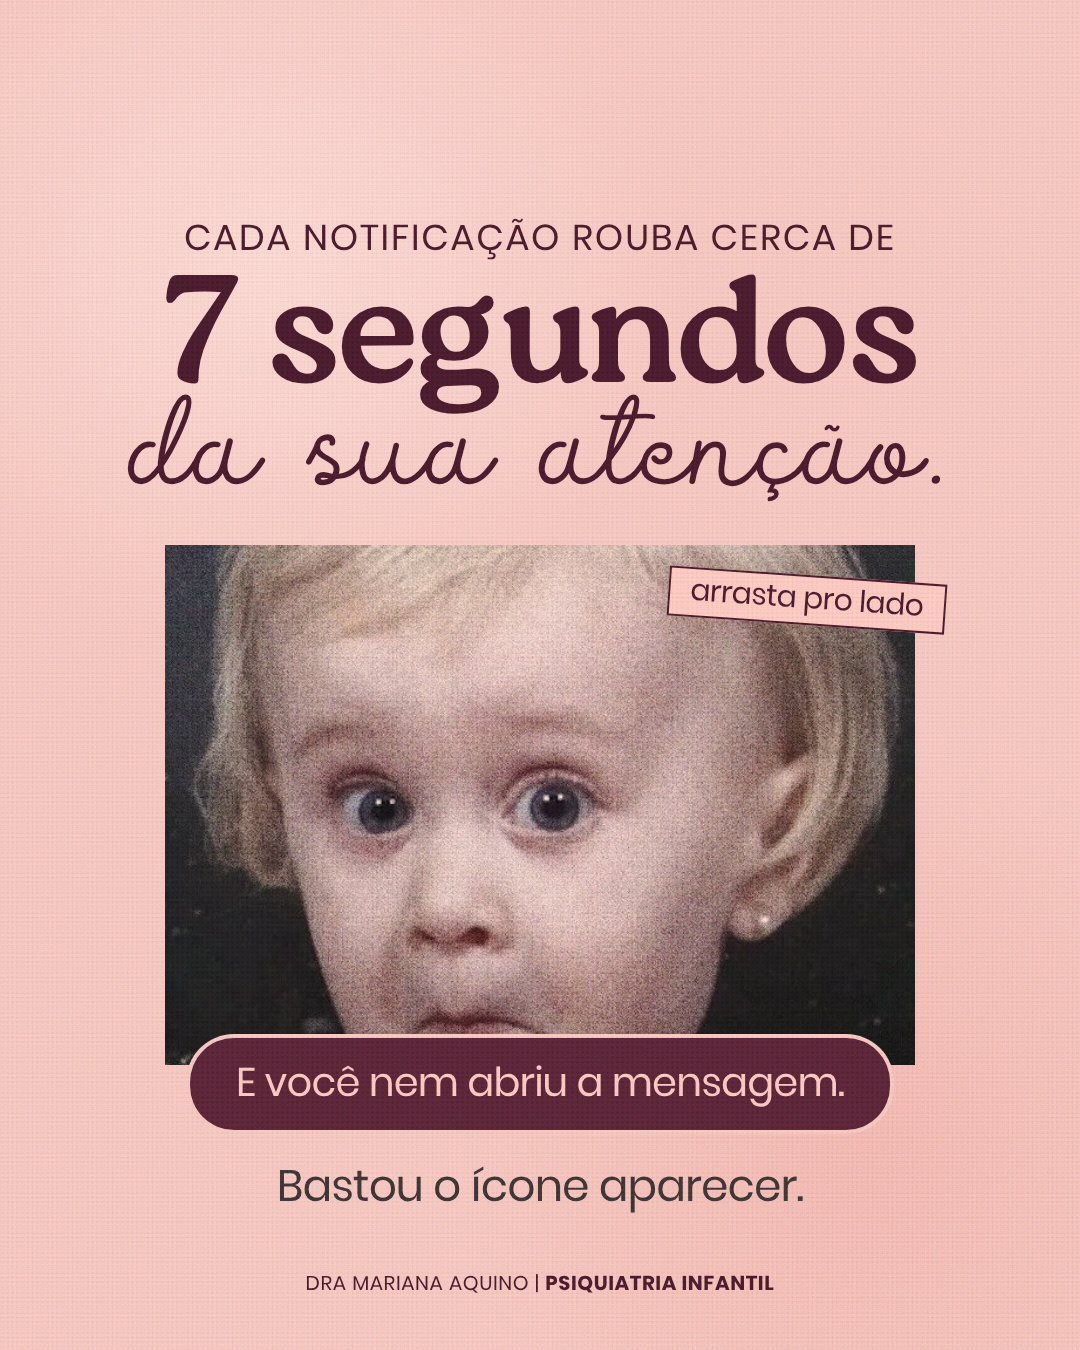 CADA NOTIFICAÇÃO ROUBA CERCA DE
7 segundos
da sua atenção.
arrasta pro lado
E você nem abriu a mensagem.
Bastou o ícone aparecer.
DRA MARIANA AQUINO | PSIQUIATRIA INFANTIL